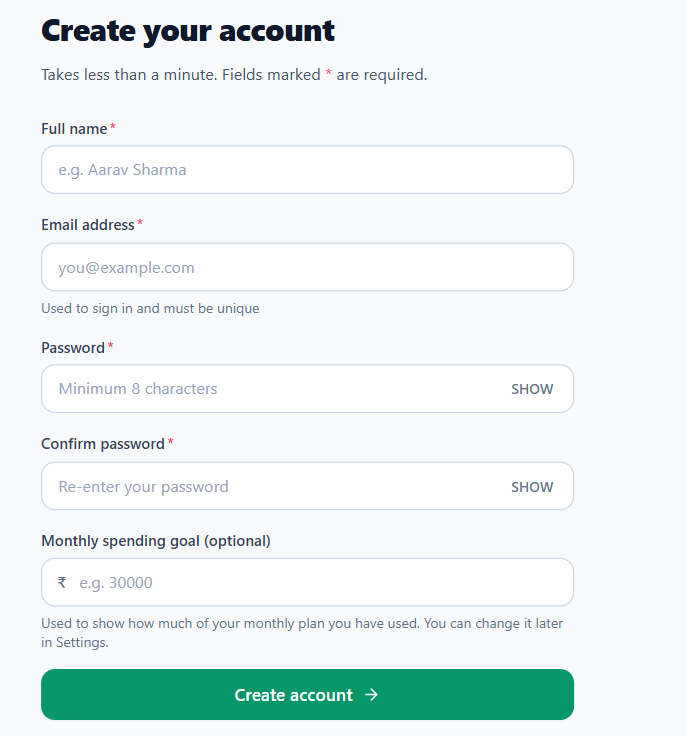 Create your account
Takes less than a minute. Fields marked * are required.
Full name*
e.g. Aarav Sharma
Email address*
you@example.com
Used to sign in and must be unique
Password*
Minimum 8 characters SHOW
Confirm password*
Re-enter your password SHOW
Monthly spending goal (optional)
₹ e.g. 30000
Used to show how much of your monthly plan you have used. You can change it later
in Settings.
Create account →